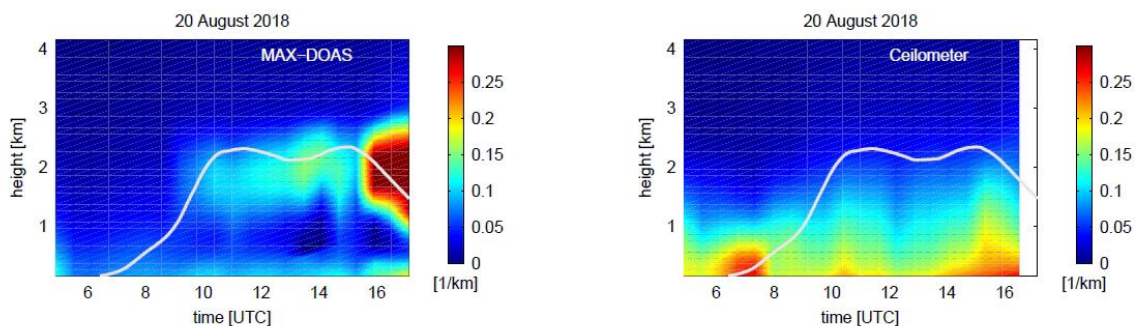 20 August 2018
MAX-DOAS
4
3
2
1
height [km]
6 8 10 12 14 16
time [UTC]
0.25
0.2
0.15
0.1
0.05
0
[1/km]
20 August 2018
Ceilometer
4
3
2
1
height [km]
6 8 10 12 14 16
time [UTC]
0.25
0.2
0.15
0.1
0.05
0
[1/km]